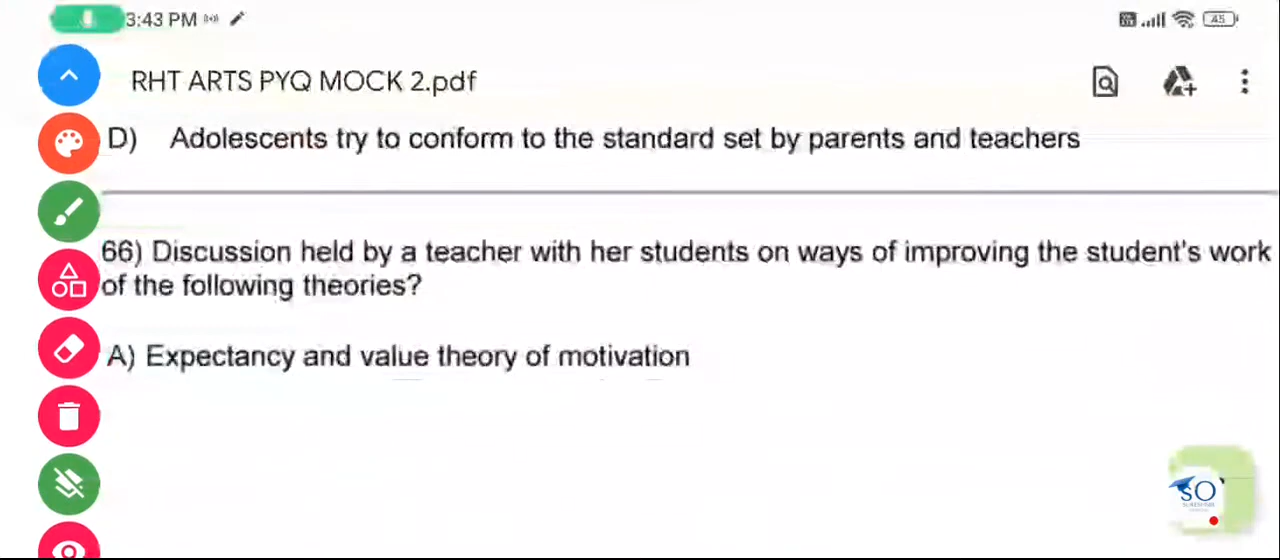 3:43 PM
45
RHT ARTS PYQ MOCK 2.pdf
D) Adolescents try to conform to the standard set by parents and teachers
66) Discussion held by a teacher with her students on ways of improving the student's work
of the following theories?
A) Expectancy and value theory of motivation
SO